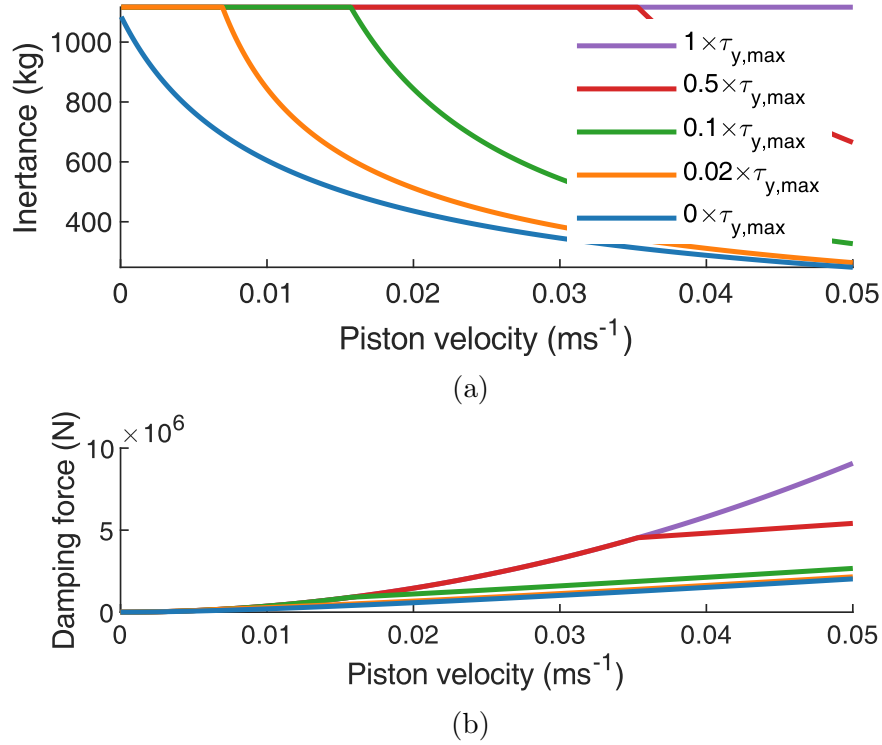 1000
800
600
400
Inertance (kg)
1×τy,max
0.5×τy,max
0.1×τy,max
0.02×τy,max
0×τy,max
0 0.01 0.02 0.03 0.04 0.05
Piston velocity (ms-1)
(a)
×106
10
5
0
Damping force (N)
0 0.01 0.02 0.03 0.04 0.05
Piston velocity (ms-1)
(b)